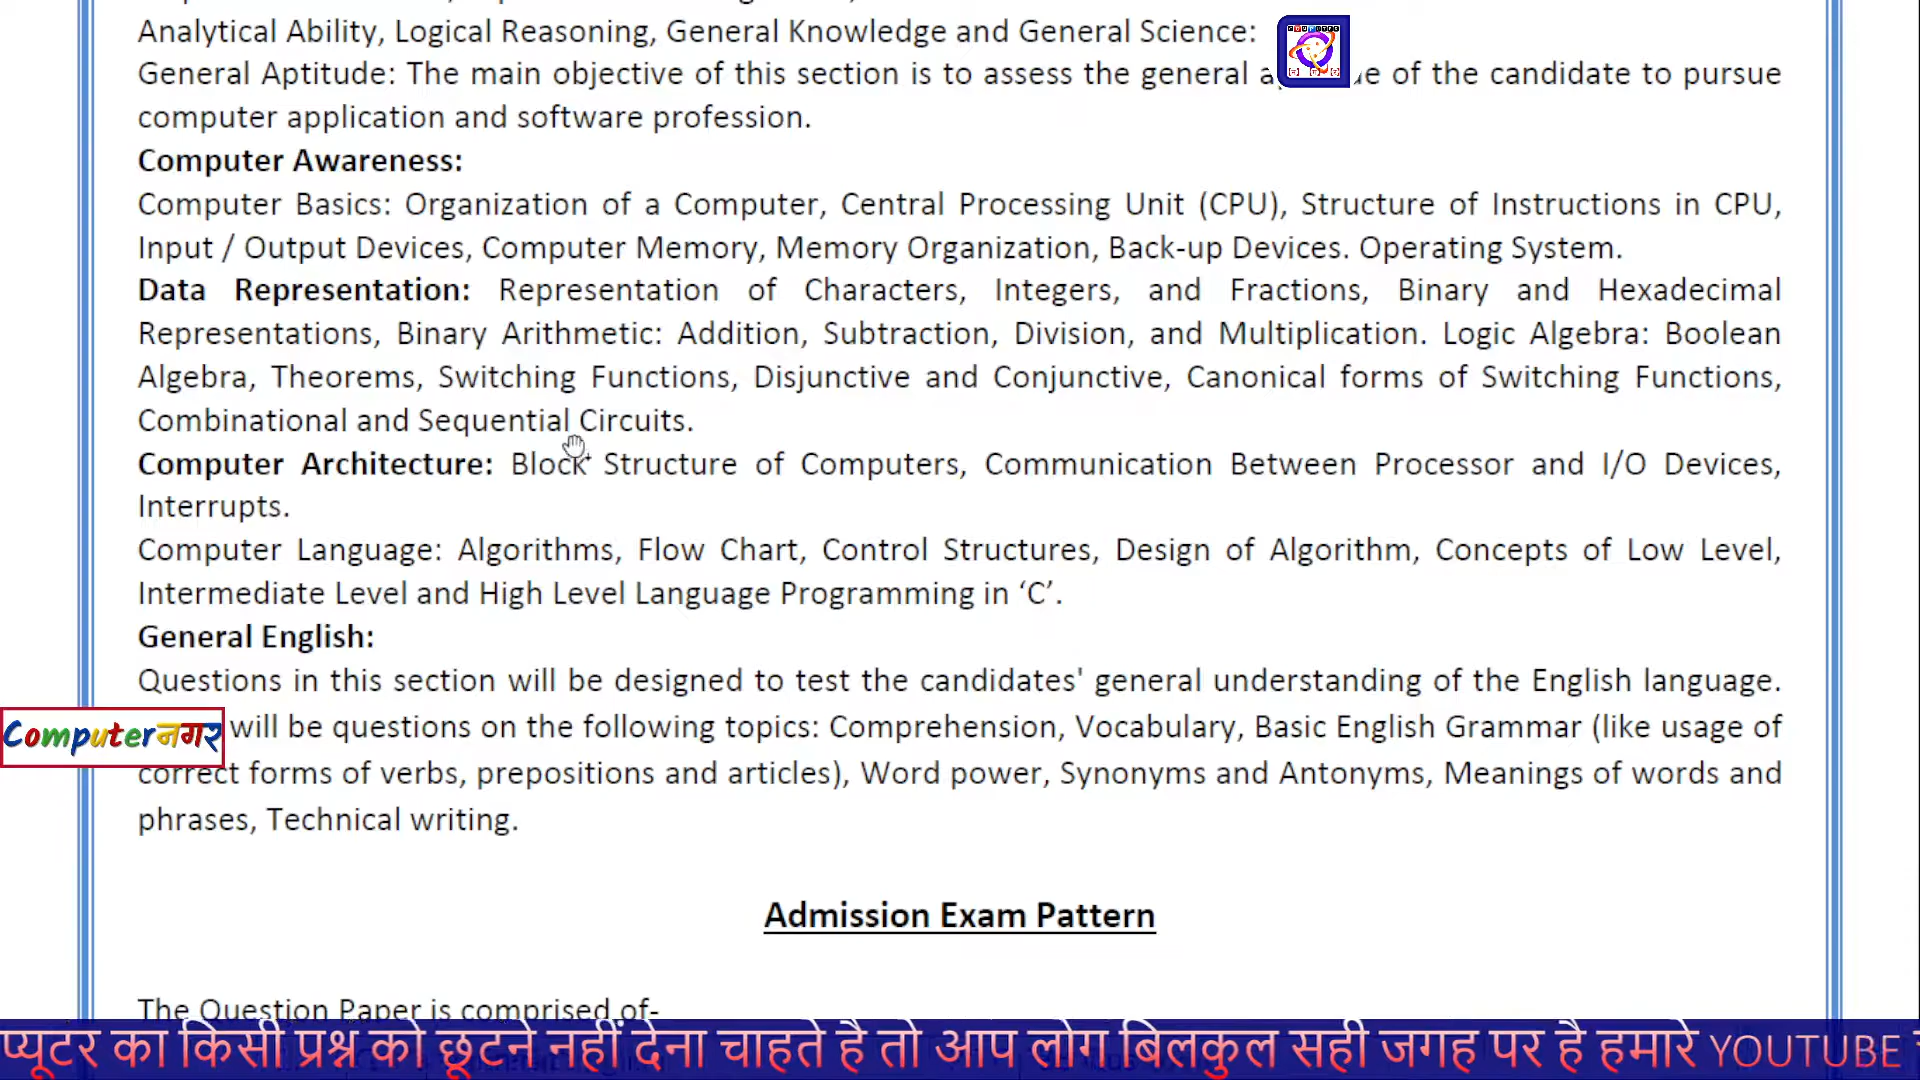 Analytical Ability, Logical Reasoning, General Knowledge and General Science:
General Aptitude: The main objective of this section is to assess the general of the candidate to pursue
computer application and software profession.
Computer Awareness:
Computer Basics: Organization of a Computer, Central Processing Unit (CPU), Structure of Instructions in CPU,
Input / Output Devices, Computer Memory, Memory Organization, Back-up Devices. Operating System.
Data Representation: Representation of Characters, Integers, and Fractions, Binary and Hexadecimal
Representations, Binary Arithmetic: Addition, Subtraction, Division, and Multiplication. Logic Algebra: Boolean
Algebra, Theorems, Switching Functions, Disjunctive and Conjunctive, Canonical forms of Switching Functions,
Combinational and Sequential Circuits.
Computer Architecture: Block Structure of Computers, Communication Between Processor and I/O Devices,
Interrupts.
Computer Language: Algorithms, Flow Chart, Control Structures, Design of Algorithm, Concepts of Low Level,
Intermediate Level and High Level Language Programming in ‘C’.
General English:
Questions in this section will be designed to test the candidates' general understanding of the English language.
Computerनगर
will be questions on the following topics: Comprehension, Vocabulary, Basic English Grammar (like usage of
correct forms of verbs, prepositions and articles), Word power, Synonyms and Antonyms, Meanings of words and
phrases, Technical writing.
Admission Exam Pattern
The Question Paper is comprised of-
प्यूटर का किसी प्रश्न को छूटने नहीं देना चाहते है तो आप लोग बिलकुल सही जगह पर है हमारे YOUTUBE